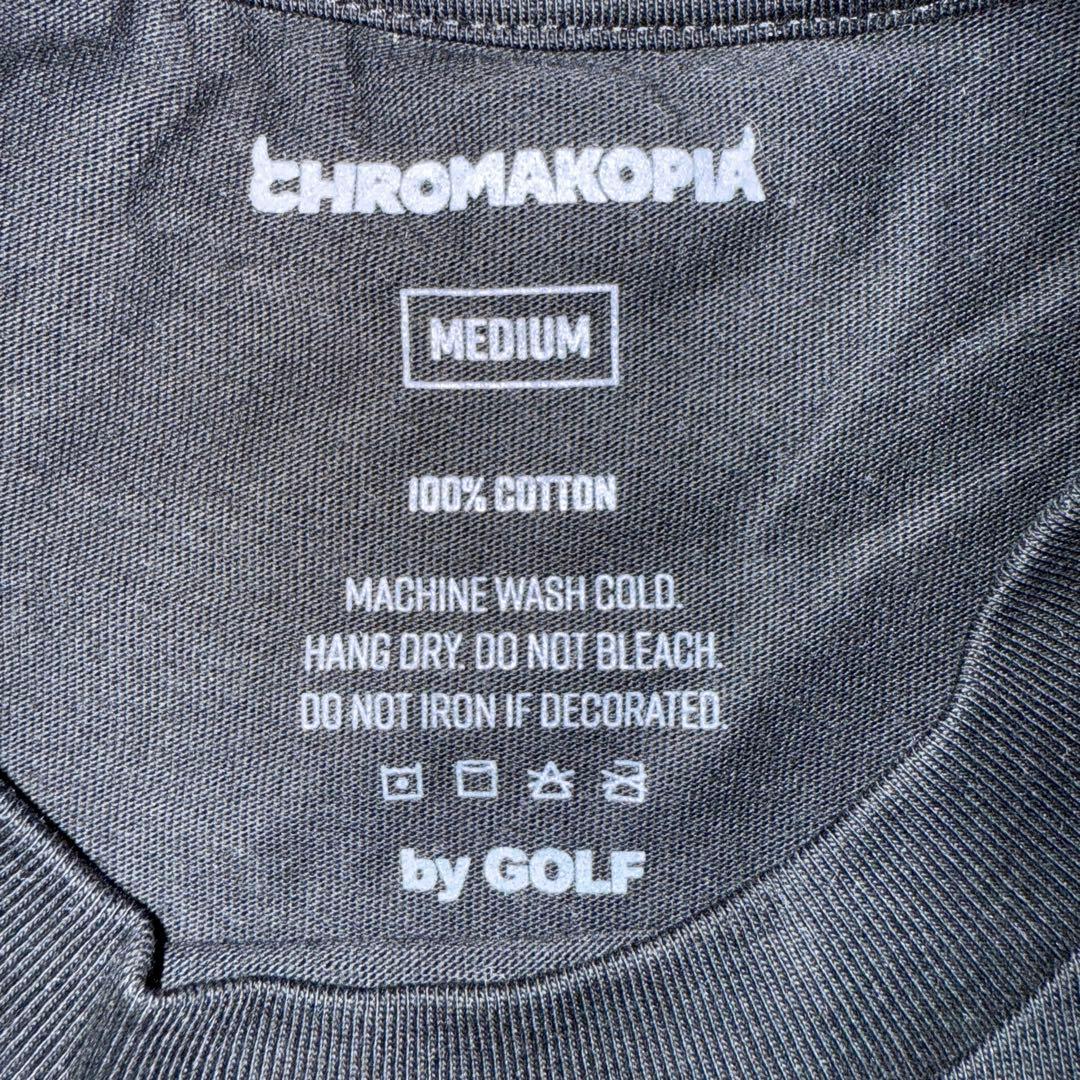 CHROMAKOPIA
MEDIUM
100% COTTON
MACHINE WASH COLD.
HANG DRY. DO NOT BLEACH.
DO NOT IRON IF DECORATED.
by GOLF